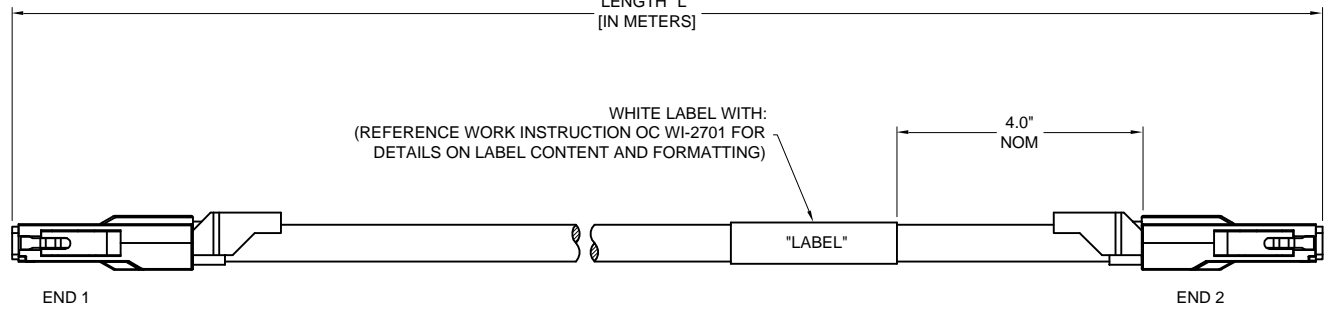 LENGTH "L"
[IN METERS]
WHITE LABEL WITH:
(REFERENCE WORK INSTRUCTION OC WI-2701 FOR
DETAILS ON LABEL CONTENT AND FORMATTING)
4.0"
NOM
"LABEL"
END 1
END 2